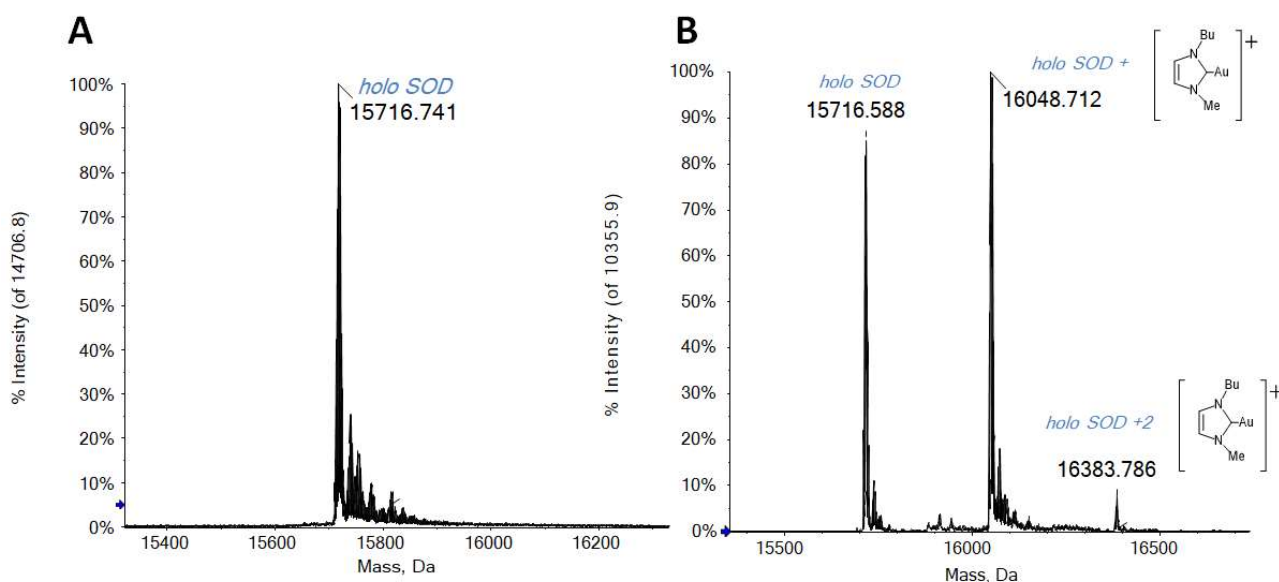 A
holo SOD
15716.741
100%
90%
80%
70%
60%
50%
40%
30%
20%
10%
0%
% Intensity (of 14706.8)
15400
15600
15800
16000
16200
Mass, Da
B
holo SOD
15716.588
holo SOD +
16048.712
Bu
N
Au
N
Me
+
100%
90%
80%
70%
60%
50%
40%
30%
20%
10%
0%
% Intensity (of 10355.9)
holo SOD +2
16383.786
Bu
N
Au
N
Me
+
15500
16000
16500
Mass, Da